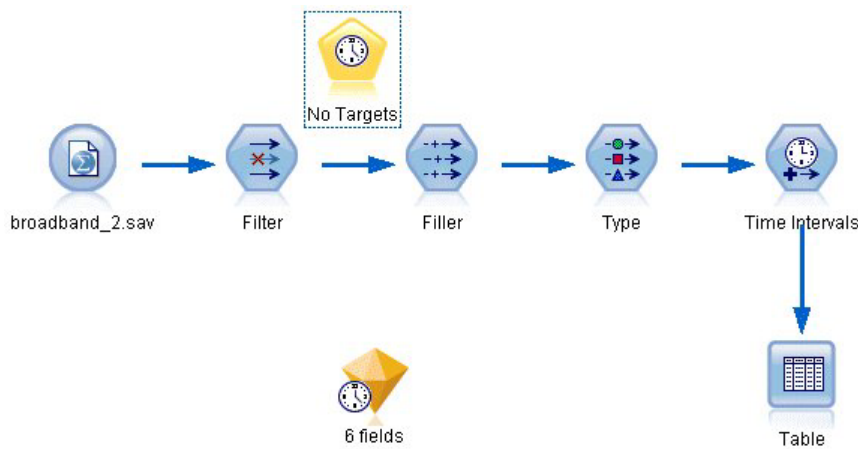 No Targets
broadband_2.sav
Filter
Filler
Type
Time Intervals
6 fields
Table